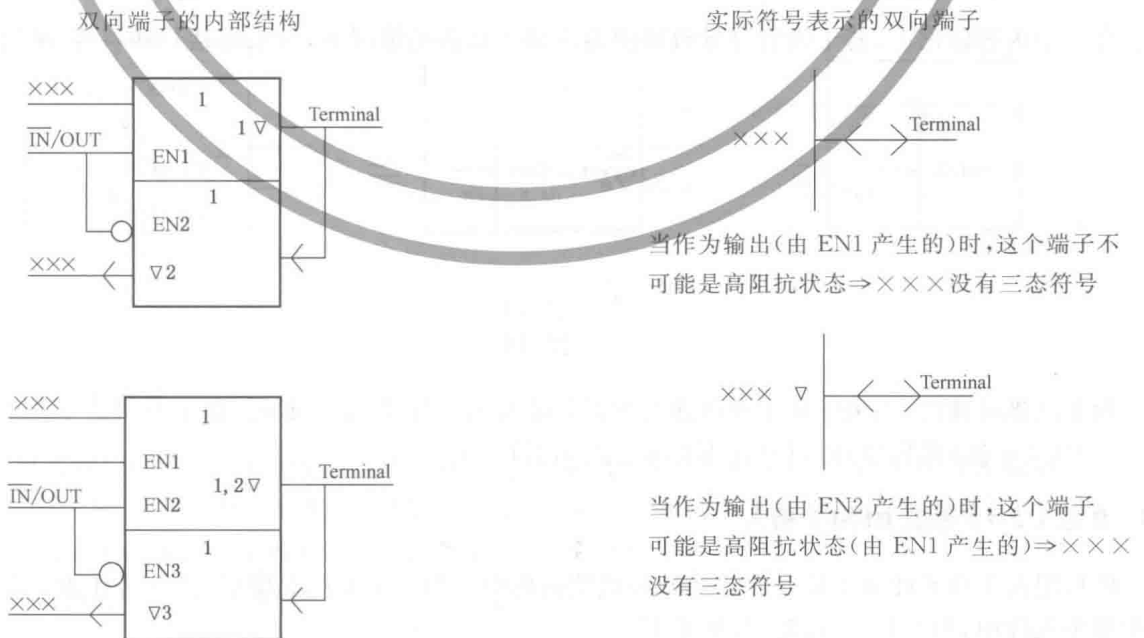 双向端子的内部结构
实际符号表示的双向端子
×××
1
1 ▽
Terminal
IN/OUT
EN1
1
EN2
×××
▽2
××× Terminal
当作为输出(由 EN1 产生的)时,这个端子不
可能是高阻抗状态⇒×××没有三态符号
×××
1
EN1
1, 2▽
Terminal
IN/OUT
EN2
1
EN3
×××
▽3
××× ▽ Terminal
当作为输出(由 EN2 产生的)时,这个端子
可能是高阻抗状态(由 EN1 产生的)⇒×××
没有三态符号